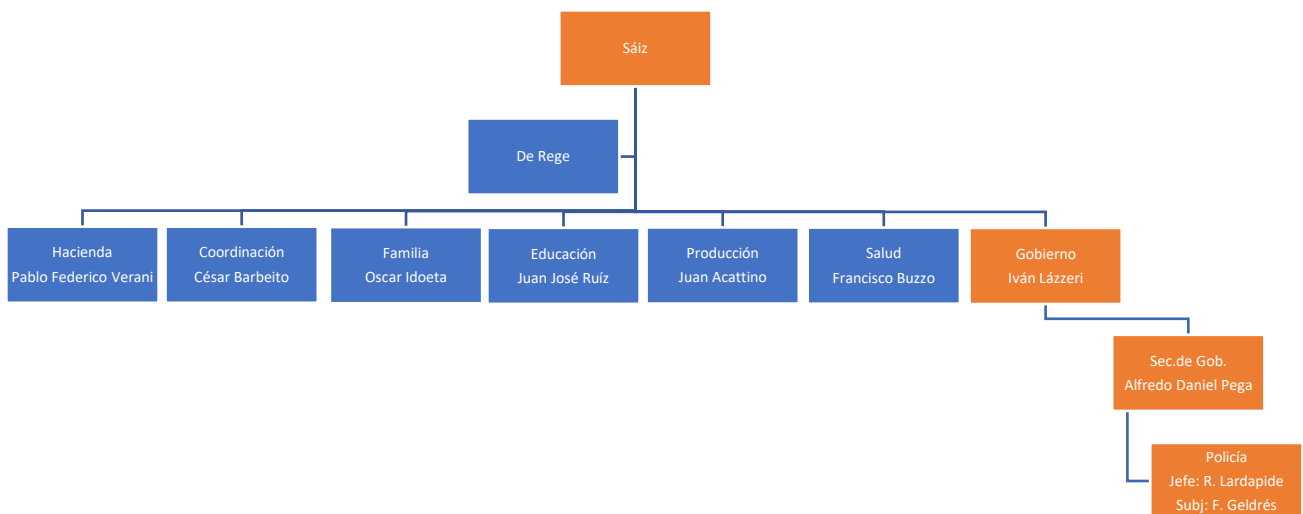 Sáiz
De Rege
Hacienda
Pablo Federico Verani
Coordinación
César Barbeito
Familia
Oscar Idoeta
Educación
Juan José Ruíz
Producción
Juan Acattino
Salud
Francisco Buzzo
Gobierno
Iván Lázzeri
Sec.de Gob.
Alfredo Daniel Pega
Policía
Jefe: R. Lardapide
Subj: F. Geldrés